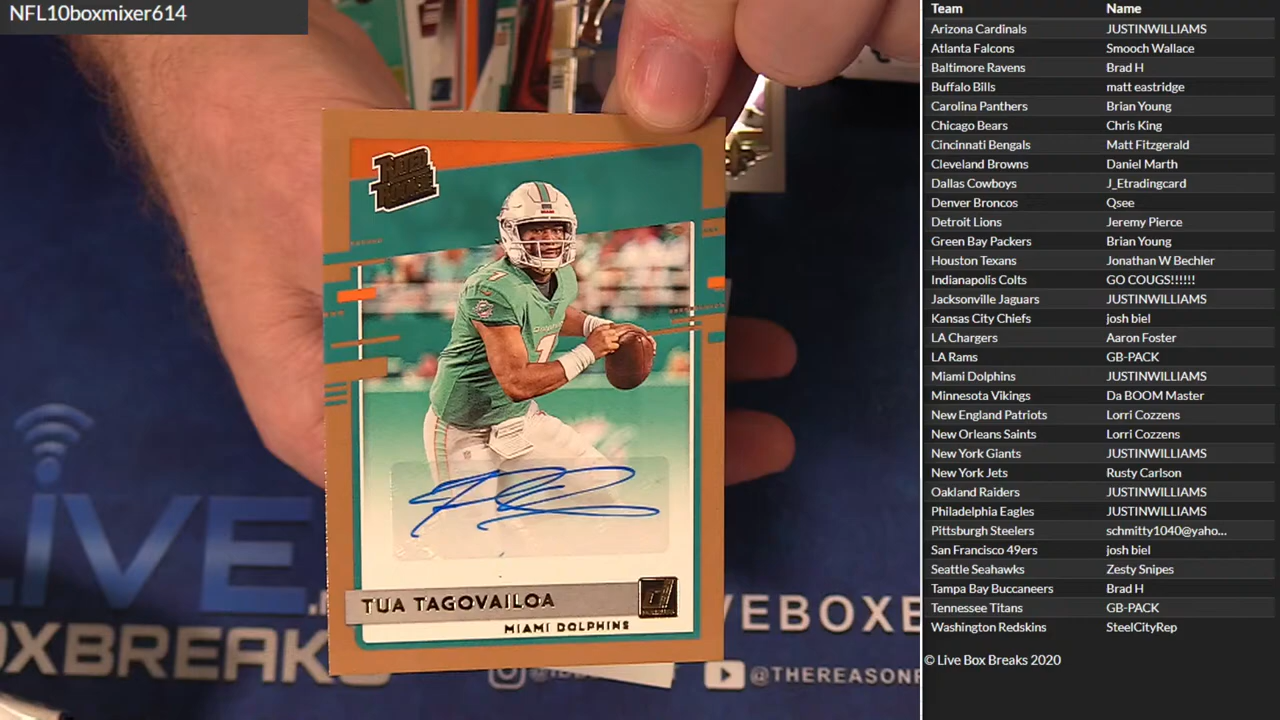 NFL10boxmixer614
RATED ROOKIE
1
TUA TAGOVAILOA
MIAMI DOLPHINS
LIVE
BOXBREAK
VEBOXB
@THEREASONF
Team Name
Arizona Cardinals JUSTINWILLIAMS
Atlanta Falcons Smooch Wallace
Baltimore Ravens Brad H
Buffalo Bills matt eastridge
Carolina Panthers Brian Young
Chicago Bears Chris King
Cincinnati Bengals Matt Fitzgerald
Cleveland Browns Daniel Marth
Dallas Cowboys J_Etradingcard
Denver Broncos Qsee
Detroit Lions Jeremy Pierce
Green Bay Packers Brian Young
Houston Texans Jonathan W Bechler
Indianapolis Colts GO COUGS!!!!!!
Jacksonville Jaguars JUSTINWILLIAMS
Kansas City Chiefs josh biel
LA Chargers Aaron Foster
LA Rams GB-PACK
Miami Dolphins JUSTINWILLIAMS
Minnesota Vikings Da BOOM Master
New England Patriots Lorri Cozzens
New Orleans Saints Lorri Cozzens
New York Giants JUSTINWILLIAMS
New York Jets Rusty Carlson
Oakland Raiders JUSTINWILLIAMS
Philadelphia Eagles JUSTINWILLIAMS
Pittsburgh Steelers schmitty1040@yaho...
San Francisco 49ers josh biel
Seattle Seahawks Zesty Snipes
Tampa Bay Buccaneers Brad H
Tennessee Titans GB-PACK
Washington Redskins SteelCityRep
© Live Box Breaks 2020